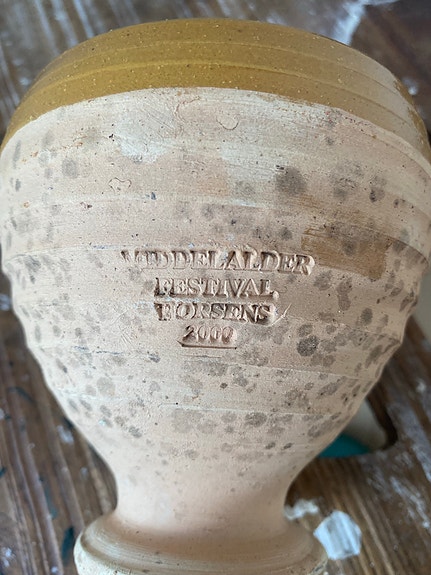 MIDDELALDER
FESTIVAL
HORSENS
2000